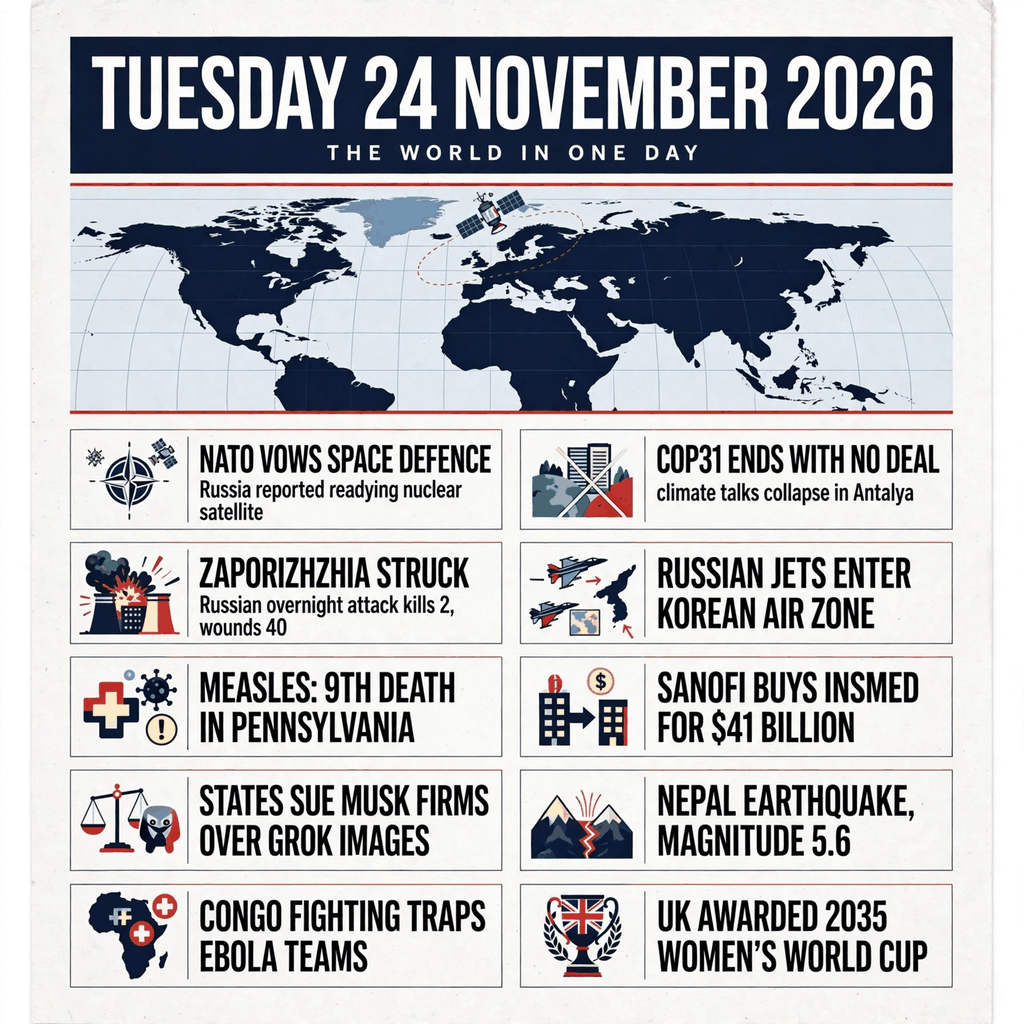 TUESDAY 24 NOVEMBER 2026
THE WORLD IN ONE DAY
NATO VOWS SPACE DEFENCE
Russia reported readying nuclear
satellite
COP31 ENDS WITH NO DEAL
climate talks collapse in Antalya
ZAPORIZHZHIA STRUCK
Russian overnight attack kills 2,
wounds 40
RUSSIAN JETS ENTER
KOREAN AIR ZONE
MEASLES: 9TH DEATH
IN PENNSYLVANIA
!
$
SANOFI BUYS INSMED
FOR $41 BILLION
STATES SUE MUSK FIRMS
OVER GROK IMAGES
NEPAL EARTHQUAKE,
MAGNITUDE 5.6
CONGO FIGHTING TRAPS
EBOLA TEAMS
UK AWARDED 2035
WOMEN'S WORLD CUP